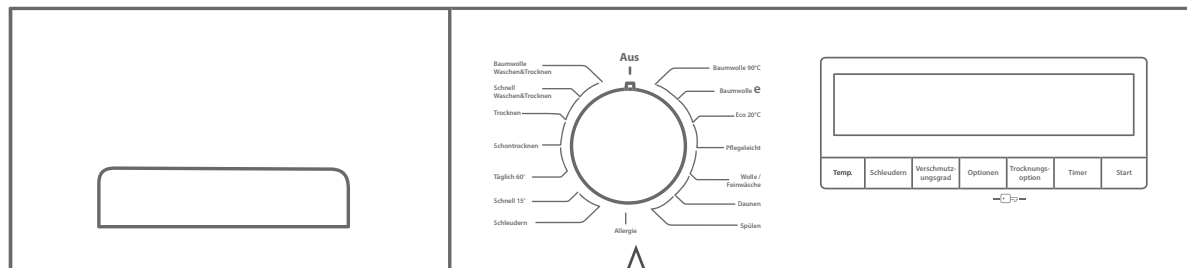 Aus
Baumwolle
Waschen&Trocknen
Schnell
Waschen&Trocknen
Trocknen
Schontrocknen
Täglich 60'
Schnell 15'
Schleudern
Allergie
Baumwolle 90°C
Baumwolle e
Eco 20°C
Pflegeleicht
Wolle /
Feinwäsche
Daunen
Spülen
Temp.
Schleudern
Verschmutz-
ungsgrad
Optionen
Trocknungs-
option
Timer
Start